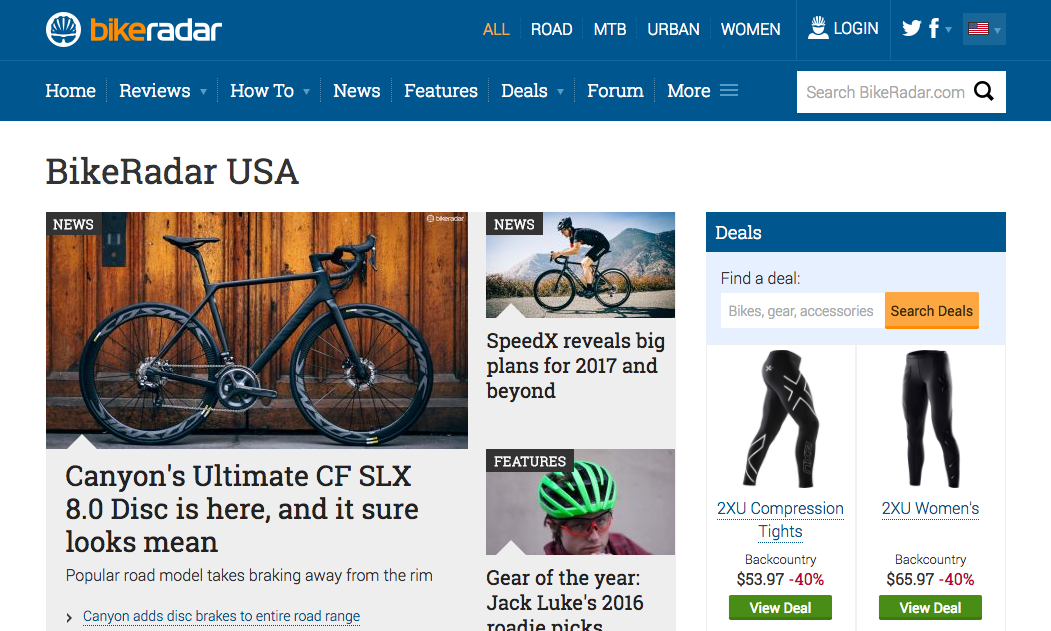 bikeradar
ALL ROAD MTB URBAN WOMEN LOGIN
Home Reviews How To News Features Deals Forum More Search BikeRadar.com
BikeRadar USA
NEWS
bikeradar
Canyon's Ultimate CF SLX
8.0 Disc is here, and it sure
looks mean
Popular road model takes braking away from the rim
Canyon adds disc brakes to entire road range
NEWS
SpeedX reveals big
plans for 2017 and
beyond
FEATURES
Gear of the year:
Jack Luke's 2016
roadie picks
Deals
Find a deal:
Bikes, gear, accessories Search Deals
2XU Compression
Tights
Backcountry
$53.97 -40%
View Deal
2XU Women's
Backcountry
$65.97 -40%
View Deal